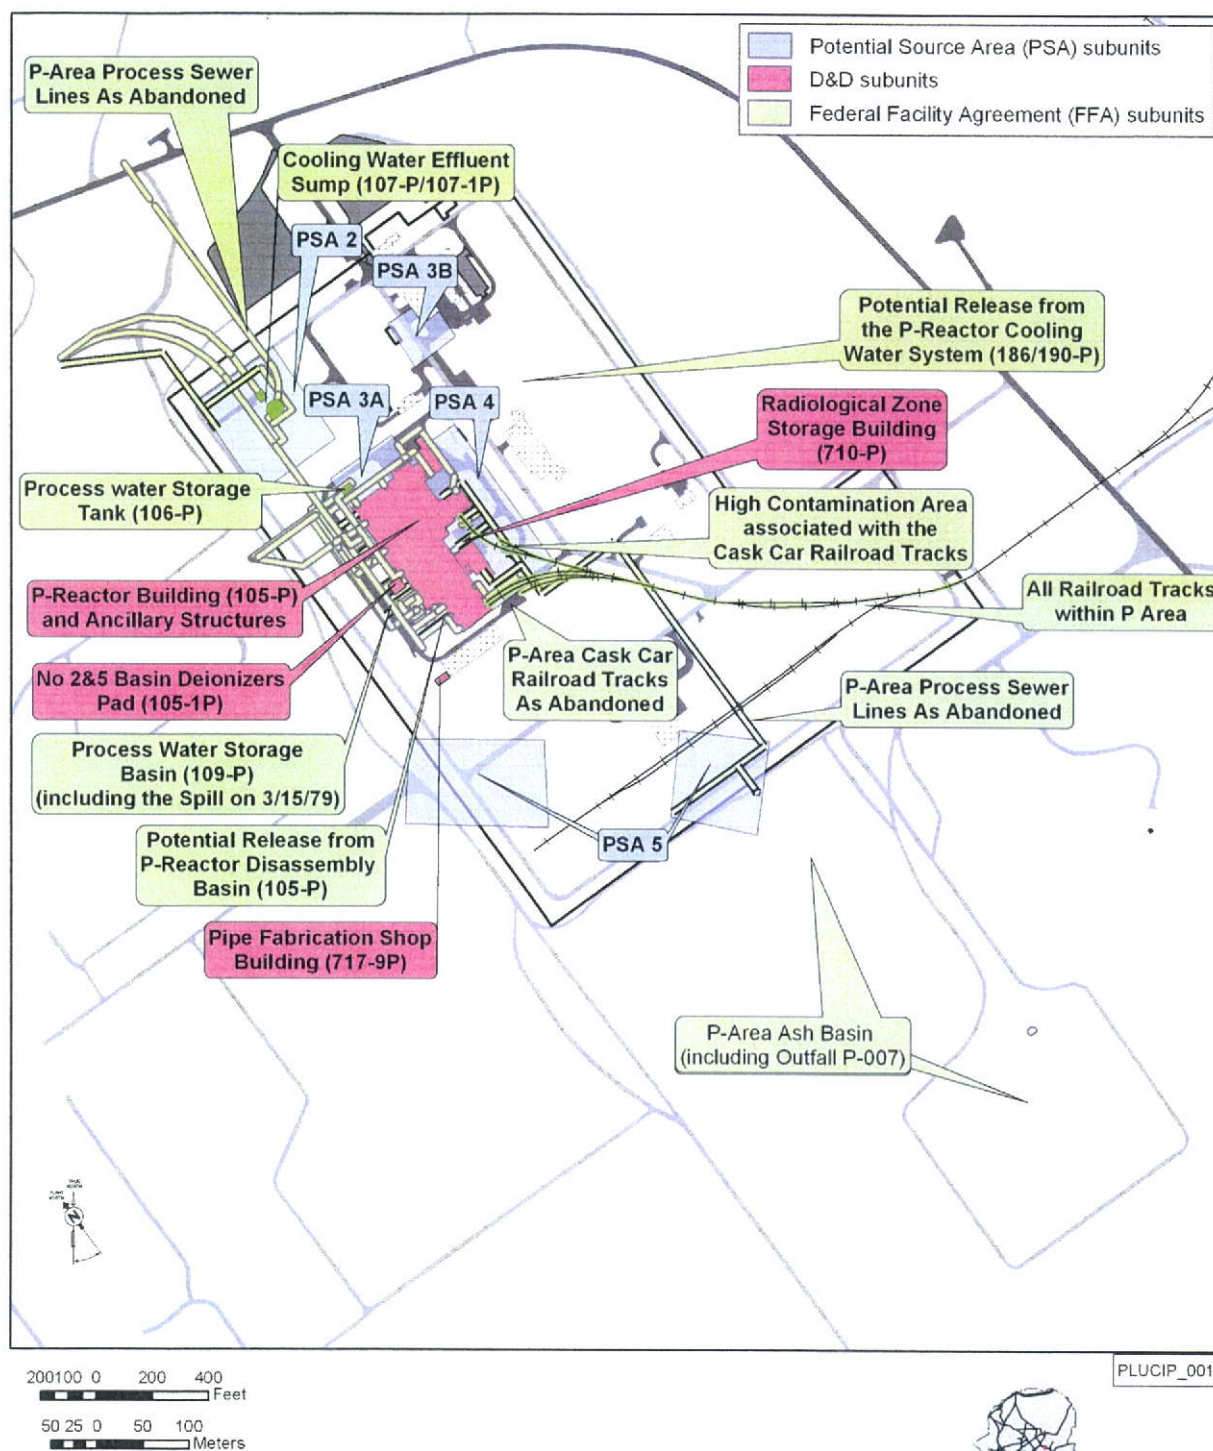 Potential Source Area (PSA) subunits
D&D subunits
Federal Facility Agreement (FFA) subunits
P-Area Process Sewer
Lines As Abandoned
Cooling Water Effluent
Sump (107-P/107-1P)
PSA 2
PSA 3B
Potential Release from
the P-Reactor Cooling
Water System (186/190-P)
PSA 3A
PSA 4
Radiological Zone
Storage Building
(710-P)
Process water Storage
Tank (106-P)
High Contamination Area
associated with the
Cask Car Railroad Tracks
P-Reactor Building (105-P)
and Ancillary Structures
All Railroad Tracks
within P Area
No 2&5 Basin Deionizers
Pad (105-1P)
P-Area Cask Car
Railroad Tracks
As Abandoned
P-Area Process Sewer
Lines As Abandoned
Process Water Storage
Basin (109-P)
(including the Spill on 3/15/79)
Potential Release from
P-Reactor Disassembly
Basin (105-P)
PSA 5
Pipe Fabrication Shop
Building (717-9P)
P-Area Ash Basin
(including Outfall P-007)
N
PLUCIP_001
200100 0 200 400
Feet
50 25 0 50 100
Meters